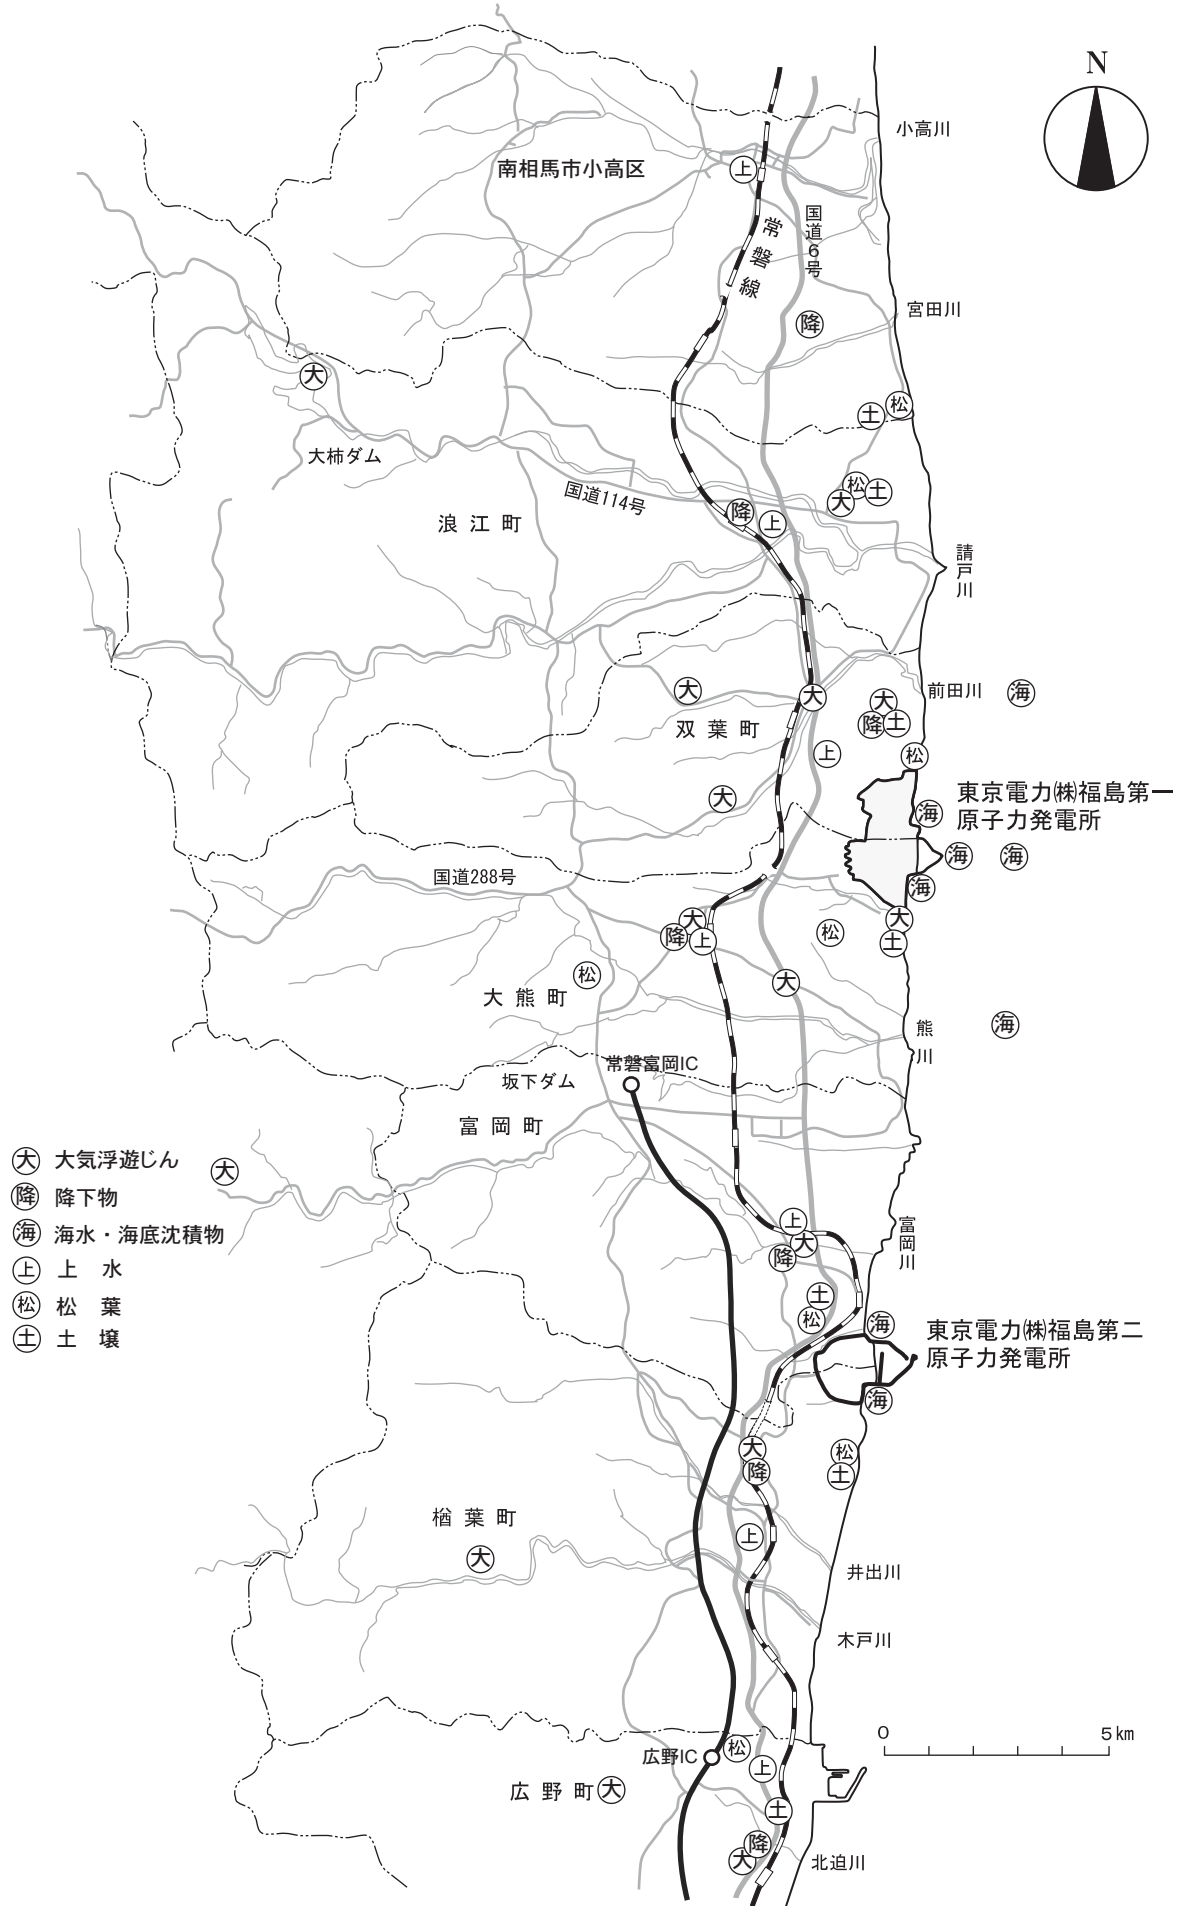 N
小高川
南相馬市小高区
上
国道6号
常磐線
宮田川
降
大
松
土
大柿ダム
国道114号
松
土
大
降
上
浪江町
請戸川
大
大
大
降
土
前田川
海
双葉町
上
松
大
東京電力㈱福島第一
原子力発電所
海
海
海
海
国道288号
大
降
上
松
大
土
松
大熊町
大
海
熊川
常磐富岡IC
坂下ダム
富岡町
大 大気浮遊じん
降 降下物
海 海水・海底沈積物
上 上水
松 松葉
土 土壌
大
上
大
降
富岡川
土
松
海
東京電力㈱福島第二
原子力発電所
海
大
降
松
土
楢葉町
大
上
井出川
木戸川
0 5km
広野IC
松
上
広野町
大
土
降
大
北迫川